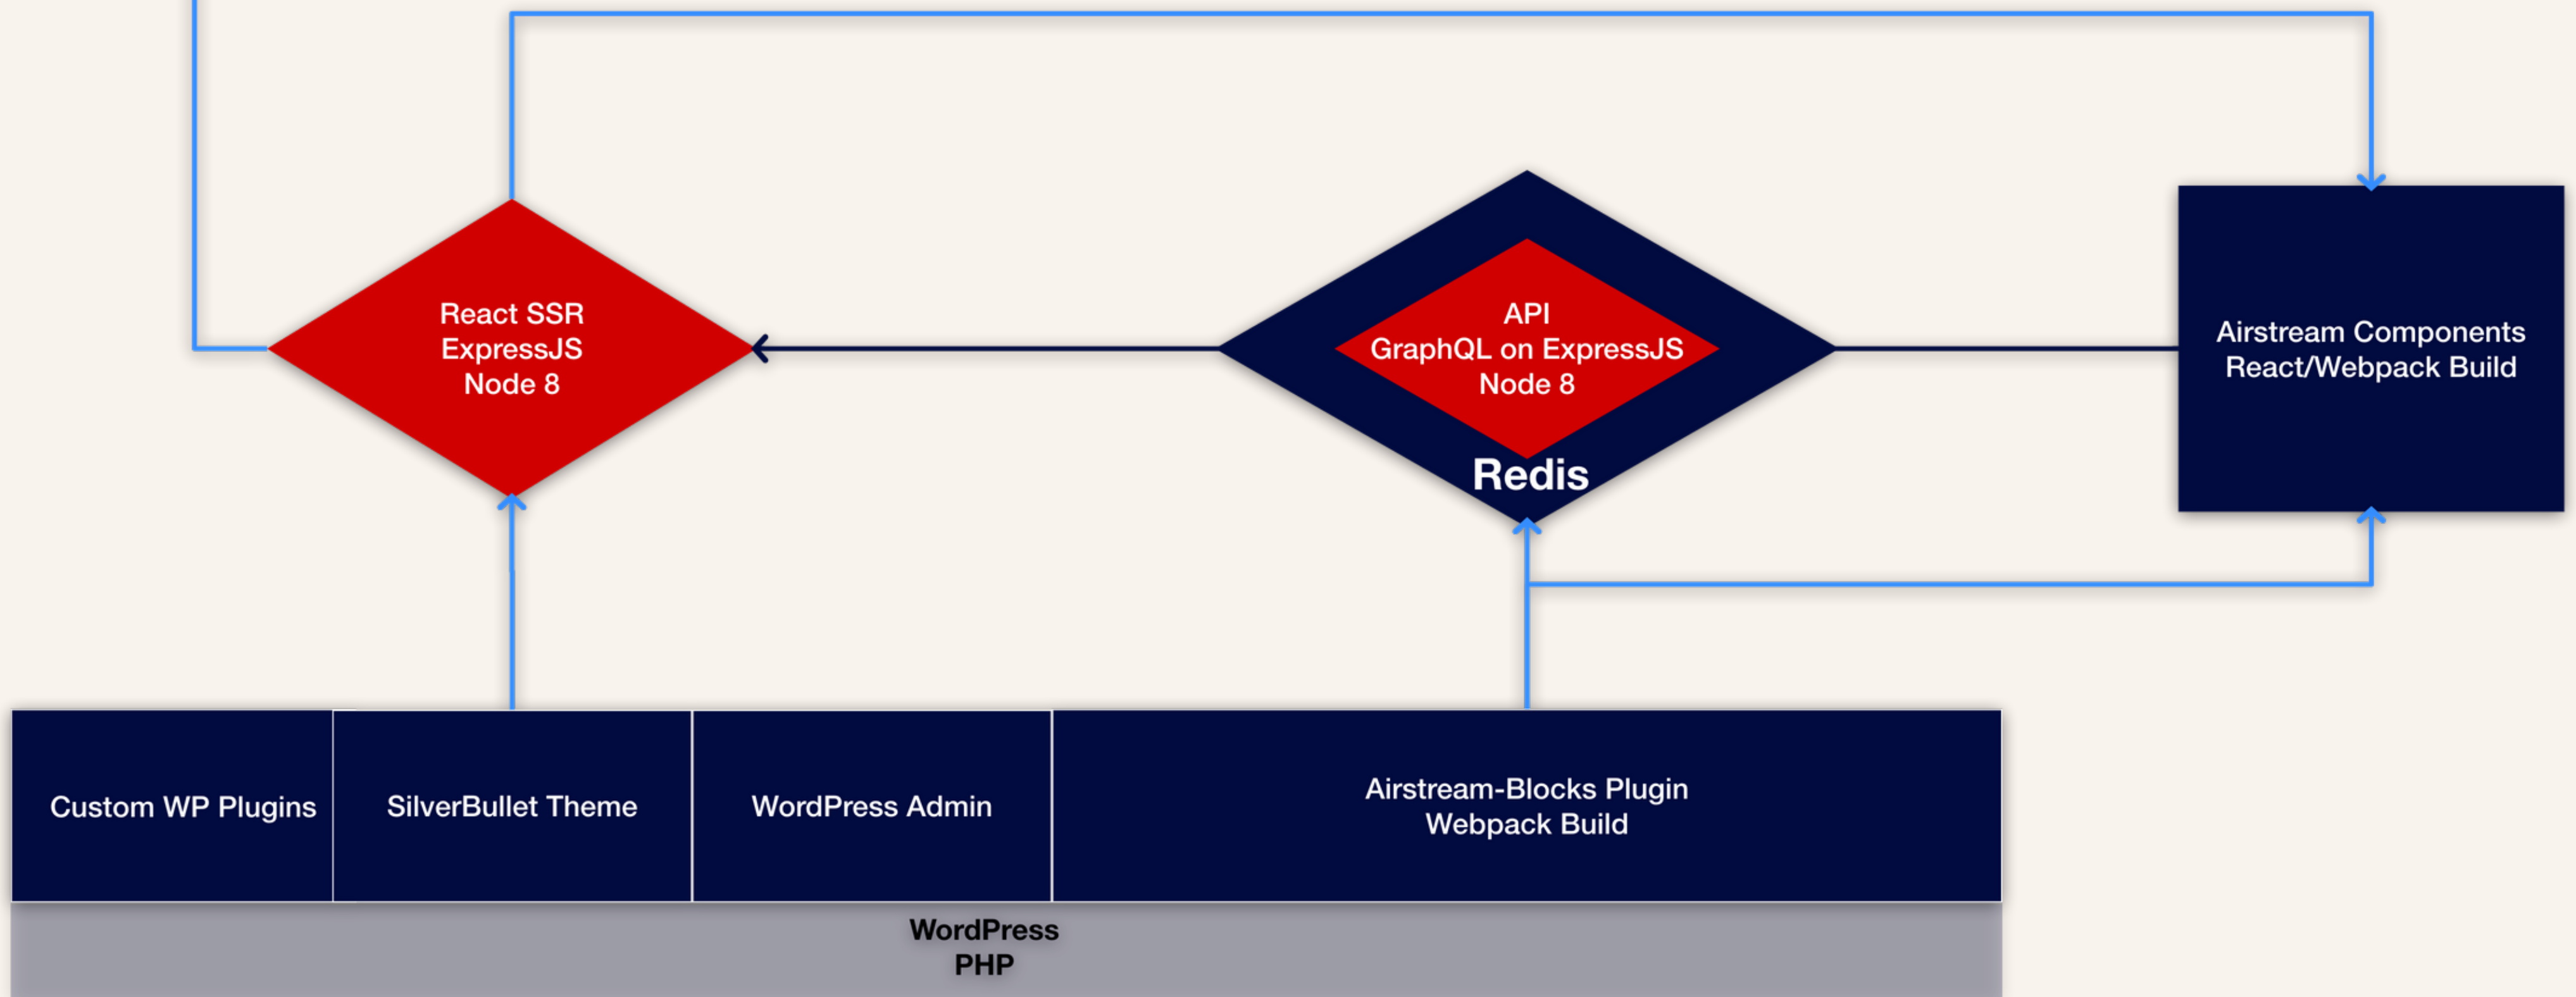 React SSR
ExpressJS
Node 8
API
GraphQL on ExpressJS
Node 8
Redis
Airstream Components
React/Webpack Build
Custom WP Plugins
SilverBullet Theme
WordPress Admin
Airstream-Blocks Plugin
Webpack Build
WordPress
PHP